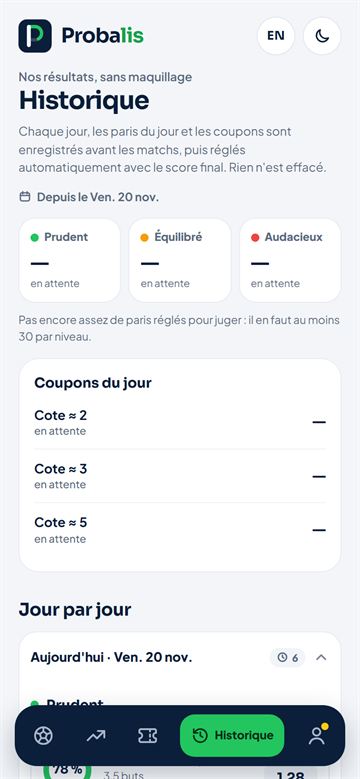 Probalis
EN
Nos résultats, sans maquillage
Historique
Chaque jour, les paris du jour et les coupons sont
enregistrés avant les matchs, puis réglés
automatiquement avec le score final. Rien n'est effacé.
Depuis le Ven. 20 nov.
Prudent
—
en attente
Équilibré
—
en attente
Audacieux
—
en attente
Pas encore assez de paris réglés pour juger : il en faut au moins
30 par niveau.
Coupons du jour
Cote ≈ 2
en attente
—
Cote ≈ 3
en attente
—
Cote ≈ 5
en attente
—
Jour par jour
Aujourd'hui · Ven. 20 nov.
6
Prudent
Historique
78 %
3,5 buts
1,28